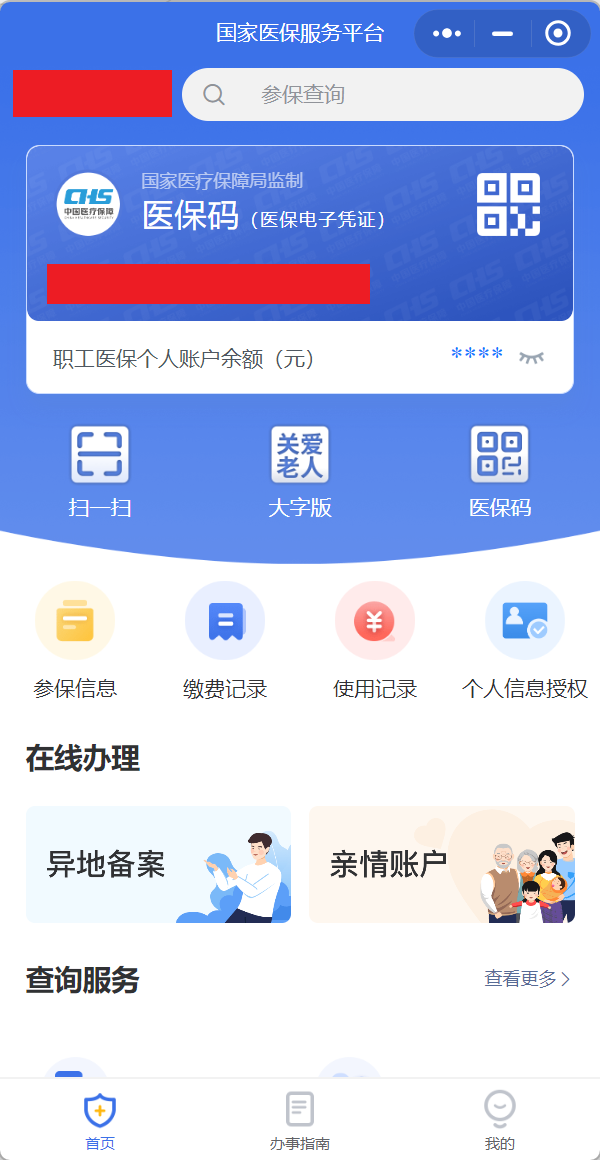 国家医保服务平台
参保查询
国家医疗保障局监制
CHS
中国医疗保障
医保码（医保电子凭证）
职工医保个人账户余额（元）
****
关爱
老人
扫一扫
大字版
医保码
参保信息
缴费记录
使用记录
个人信息授权
在线办理
异地备案
亲情账户
查询服务
查看更多
首页
办事指南
我的